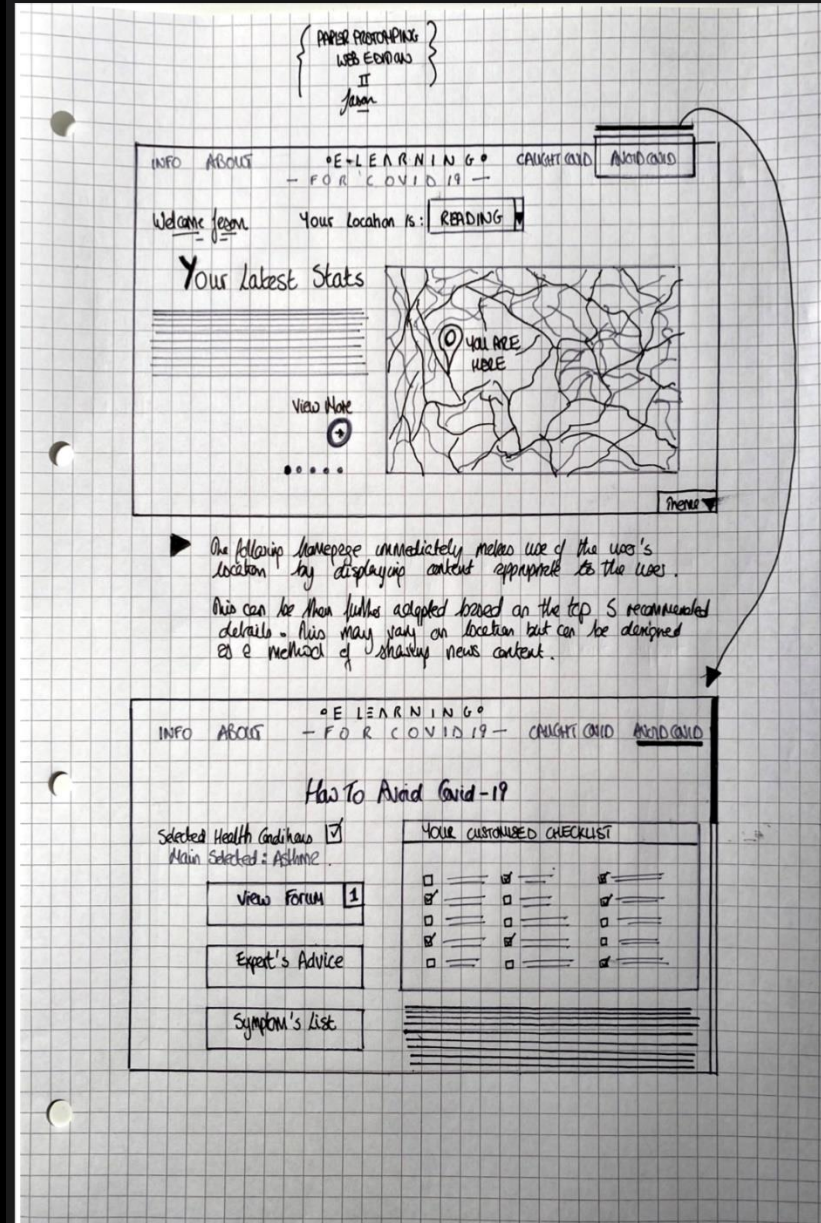 PAPER PROTOTYPING
WEB EDITION
II
Jason
INFO ABOUT °E-LEARNING° CAUGHT COVID AVOID COVID
- FOR COVID 19 -
Welcome Jason Your Location is: READING
Your Latest Stats
YOU ARE
HERE
View More
Theme
The following homepage immediately makes use of the user's
location by displaying content appropriate to the user.
This can be then further adapted based on the top 5 recommended
details. This may vary on location but can be designed
as a method of sharing news content.
°E LEARNING°
INFO ABOUT - FOR COVID 19 - CAUGHT COVID AVOID COVID
How To Avoid Covid-19
Selected Health Conditions
Main Selected: Asthma.
YOUR CUSTOMISED CHECKLIST
View Forum 1
Expert's Advice
Symptom's List